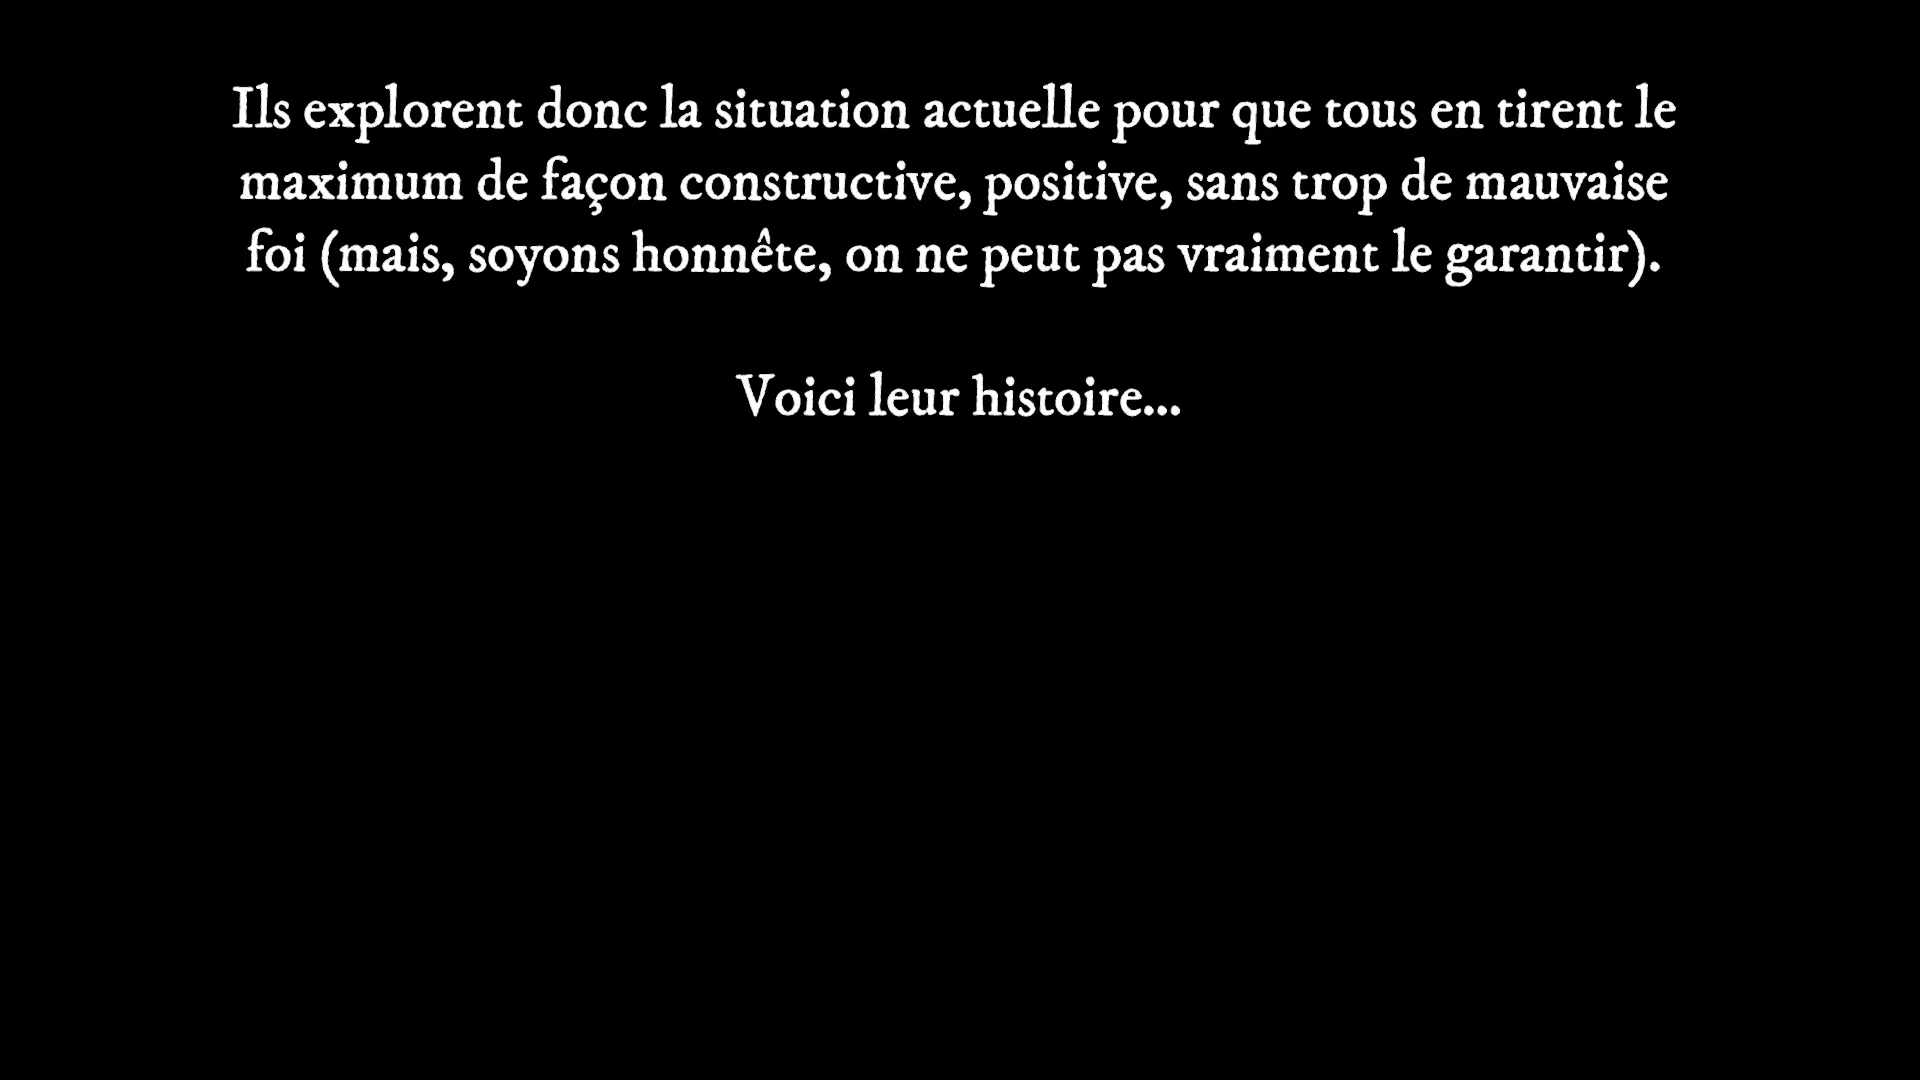 Ils explorent donc la situation actuelle pour que tous en tirent le
maximum de façon constructive, positive, sans trop de mauvaise
foi (mais, soyons honnête, on ne peut pas vraiment le garantir).
Voici leur histoire...